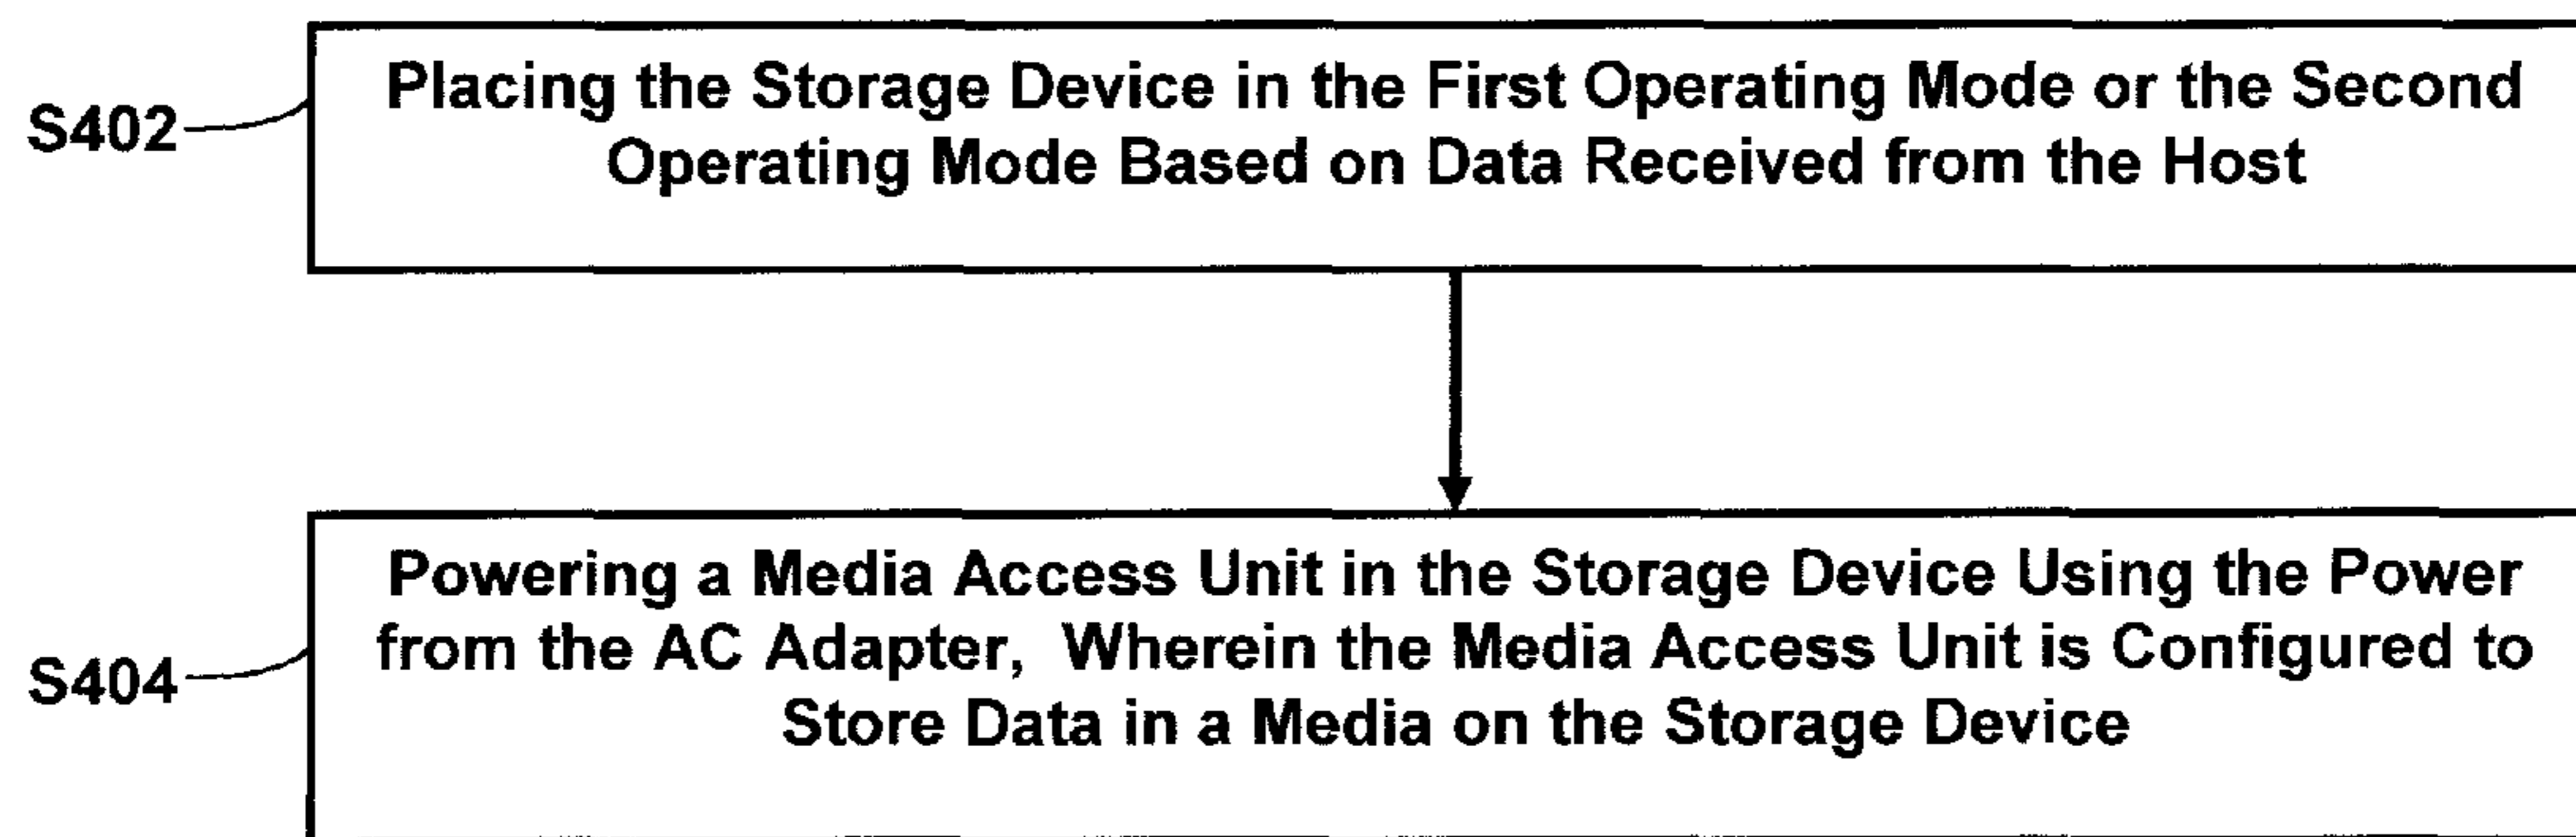 Placing the Storage Device in the First Operating Mode or the Second
S402
Operating Mode Based on Data Received from the Host
Powering a Media Access Unit in the Storage Device Using the Power
from the AC Adapter, Wherein the Media Access Unit is Configured to
S404
Store Data in a Media on the Storage Device